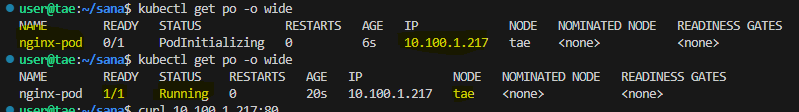 user@tae:~/sana$ kubectl get po -o wide
NAME READY STATUS RESTARTS AGE IP NODE NOMINATED NODE READINESS GATES
nginx-pod 0/1 PodInitializing 0 6s 10.100.1.217 tae <none> <none>
user@tae:~/sana$ kubectl get po -o wide
NAME READY STATUS RESTARTS AGE IP NODE NOMINATED NODE READINESS GATES
nginx-pod 1/1 Running 0 20s 10.100.1.217 tae <none> <none>
user@tae:~/sana$ curl 10.100.1.217:80